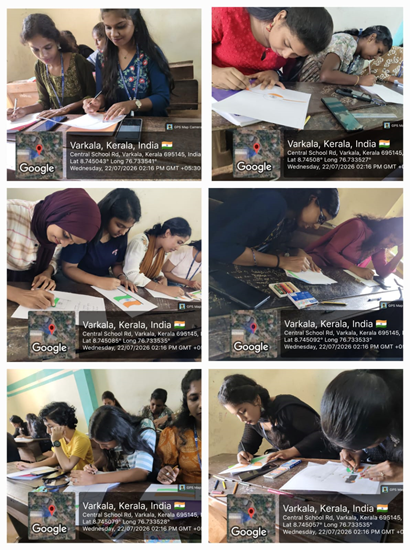 GPS Map Camera
Varkala, Kerala, India
Central School Rd, Varkala, Kerala 695145, India
Lat 8.745043° Long 76.733541°
Wednesday, 22/07/2026 02:16 PM GMT +05:30
Google
Varkala, Kerala, India
Central School Rd, Varkala, Kerala 695145,
Lat 8.74508° Long 76.733527°
Wednesday, 22/07/2026 02:16 PM GMT +
Google
Varkala, Kerala, India
Central School Rd, Varkala, Kerala 695145,
Lat 8.745085° Long 76.733535°
Wednesday, 22/07/2026 02:16 PM GMT
Google
GPS Map
Varkala, Kerala, India
Central School Rd, Varkala, Kerala 695145,
Lat 8.745092° Long 76.733532°
Wednesday, 22/07/2026 02:16 PM GMT
Google
Varkala, Kerala, India
Central School Rd, Varkala, Kerala 695145,
Lat 8.745079° Long 76.733528°
Wednesday, 22/07/2026 02:16 PM GMT +0
Google
Varkala, Kerala, India
Central School Rd, Varkala, Kerala 695145,
Lat 8.745057° Long 76.733535°
Wednesday, 22/07/2026 02:16 PM GMT +
Google